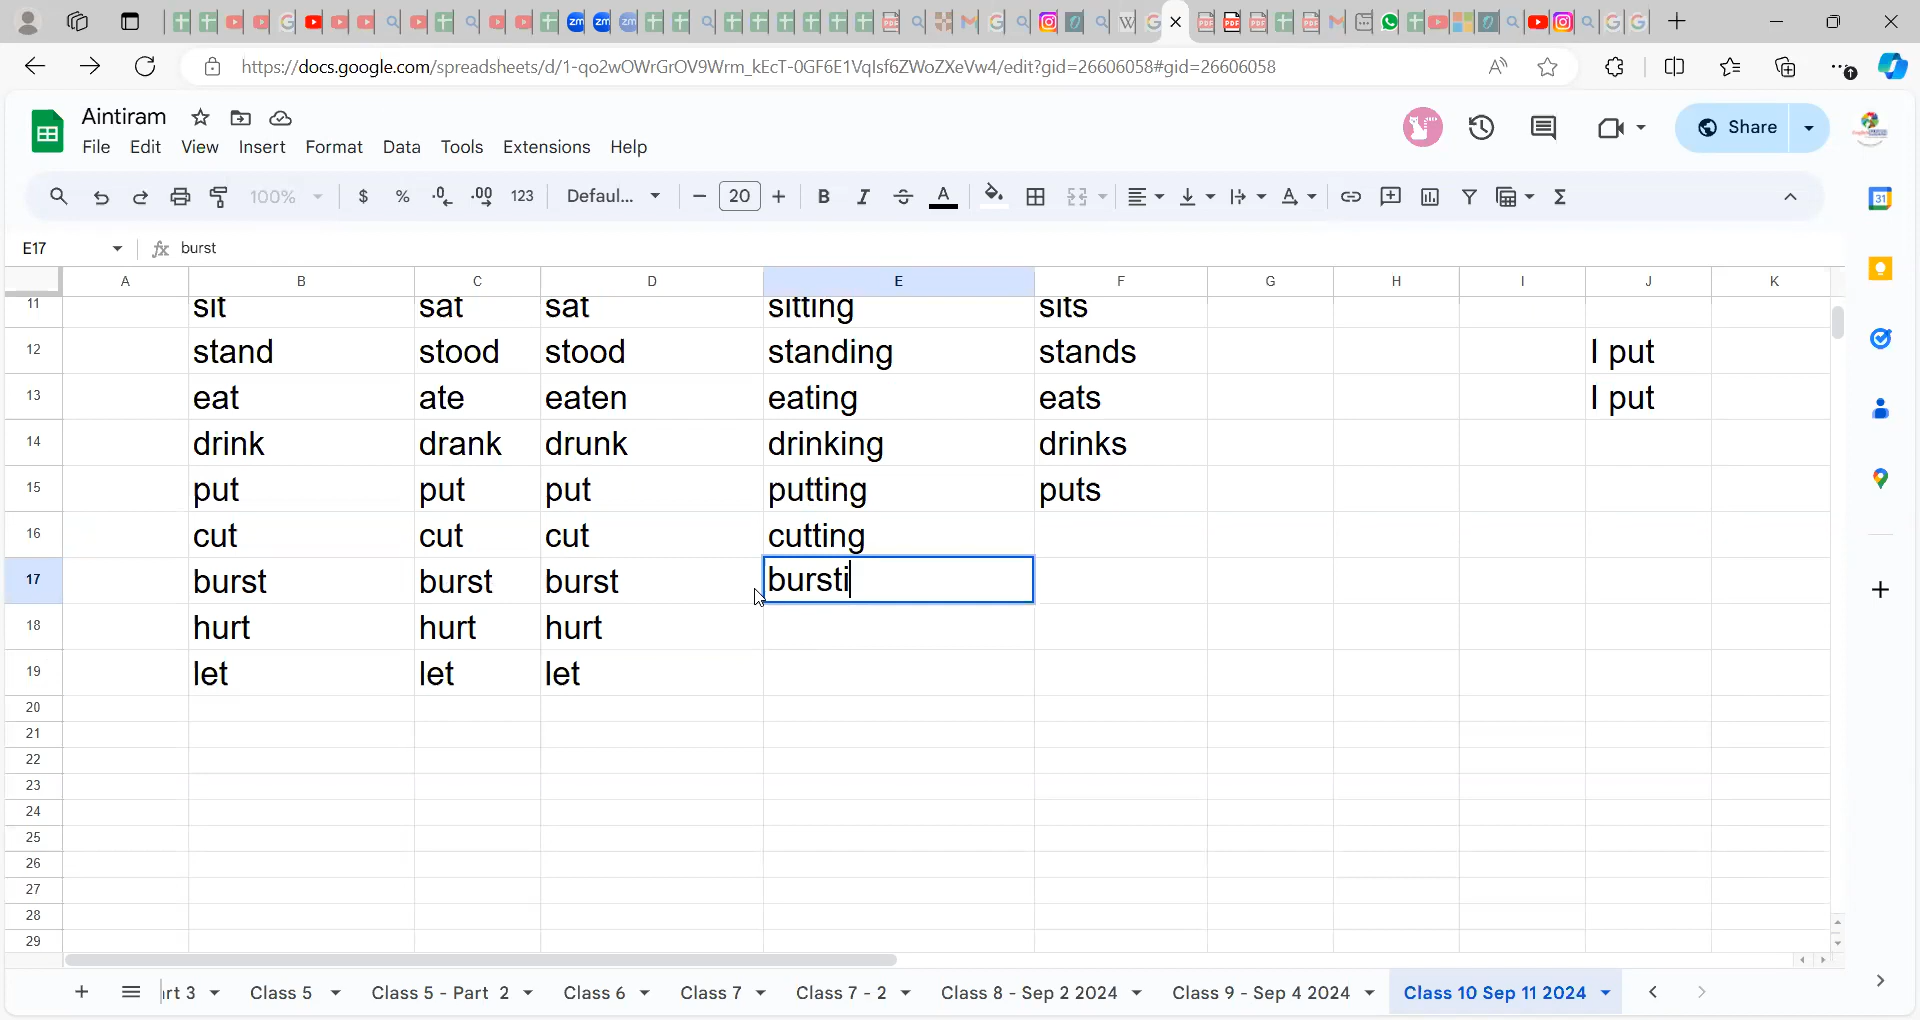 https://docs.google.com/spreadsheets/d/1-qo2wOWrGrOV9Wrm_kEcT-0GF6E1VqIsf6ZWoZXeVw4/edit?gid=26606058#gid=26606058
Aintiram
File Edit View Insert Format Data Tools Extensions Help
Share
100% $ % .0 .00 123 Defaul... 20 B I A
E17 fx burst
A B C D E F G H I J K
11 sit sat sat sitting sits
12 stand stood stood standing stands I put
13 eat ate eaten eating eats I put
14 drink drank drunk drinking drinks
15 put put put putting puts
16 cut cut cut cutting
17 burst burst burst bursti
18 hurt hurt hurt
19 let let let
20
21
22
23
24
25
26
27
28
29
+ rt 3 Class 5 Class 5 - Part 2 Class 6 Class 7 Class 7 - 2 Class 8 - Sep 2 2024 Class 9 - Sep 4 2024 Class 10 Sep 11 2024